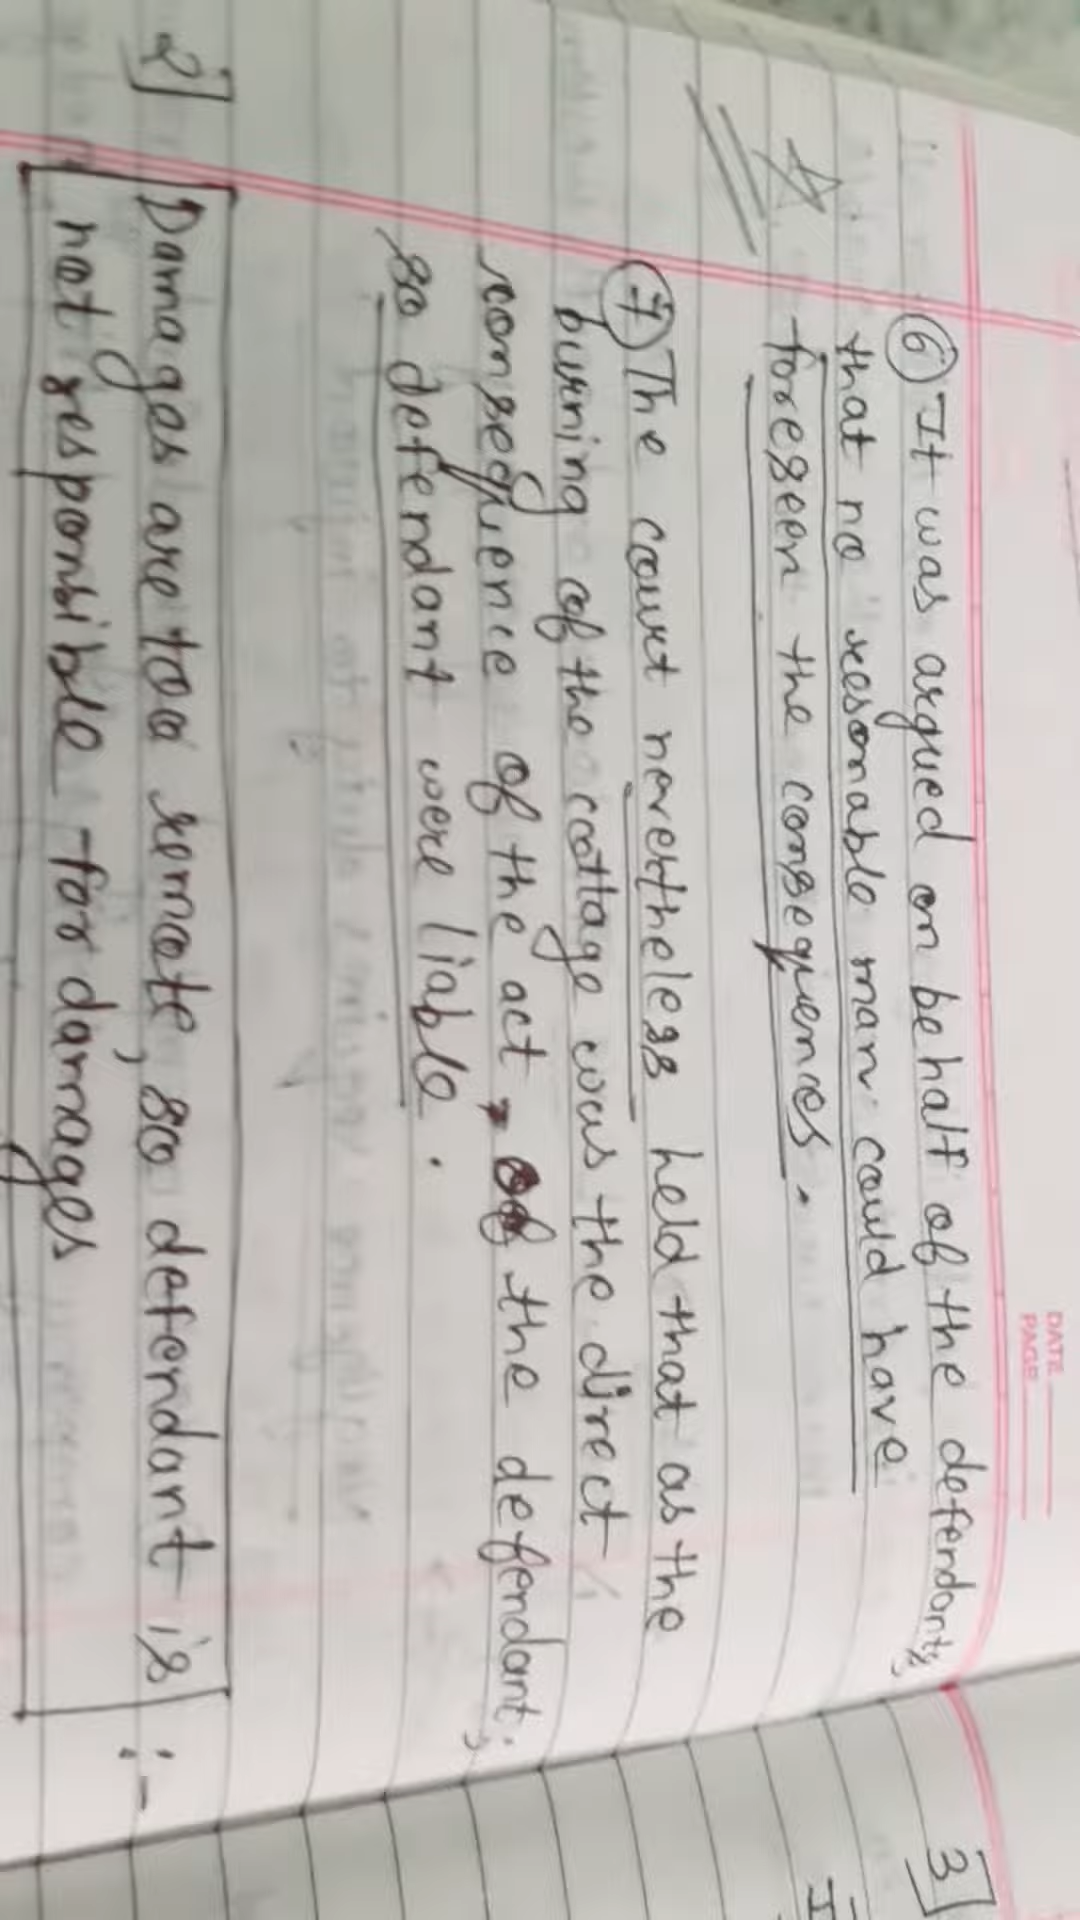 DATE
PAGE
⑥ It was argued on behalf of the defendants,
that no resonable man could have
foreseen the consequences.
⑦ The court nevertheless held that as the
burning of the cottage was the direct
consequence of the act, of the defendant;
so defendant were liable.
2] Damages are too remote, so defendant is :-
not responsible for damages
3]